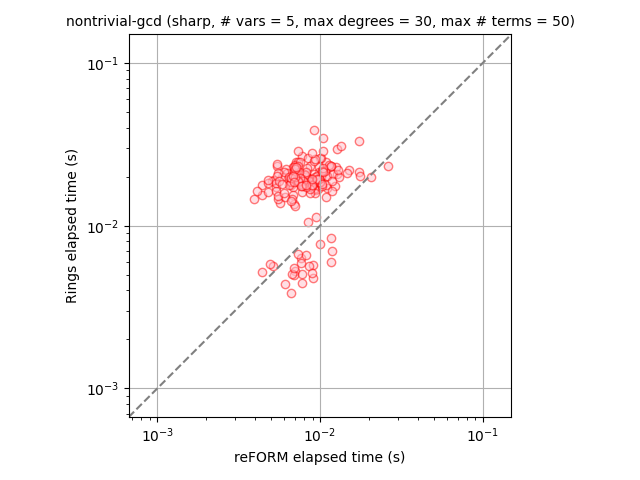 nontrivial-gcd (sharp, # vars = 5, max degrees = 30, max # terms = 50)
10⁻¹
10⁻²
10⁻³
Rings elapsed time (s)
10⁻³
10⁻²
10⁻¹
reFORM elapsed time (s)